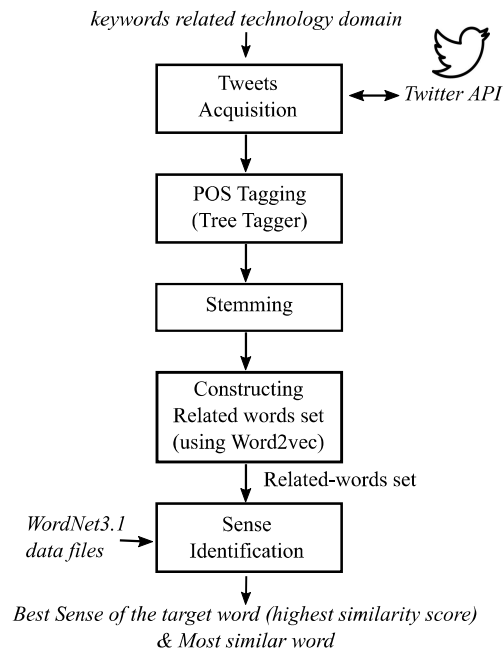 keywords related technology domain
Tweets
Acquisition
Twitter API
POS Tagging
(Tree Tagger)
Stemming
Constructing
Related words set
(using Word2vec)
Related-words set
WordNet3.1
data files
Sense
Identification
Best Sense of the target word (highest similarity score)
& Most similar word